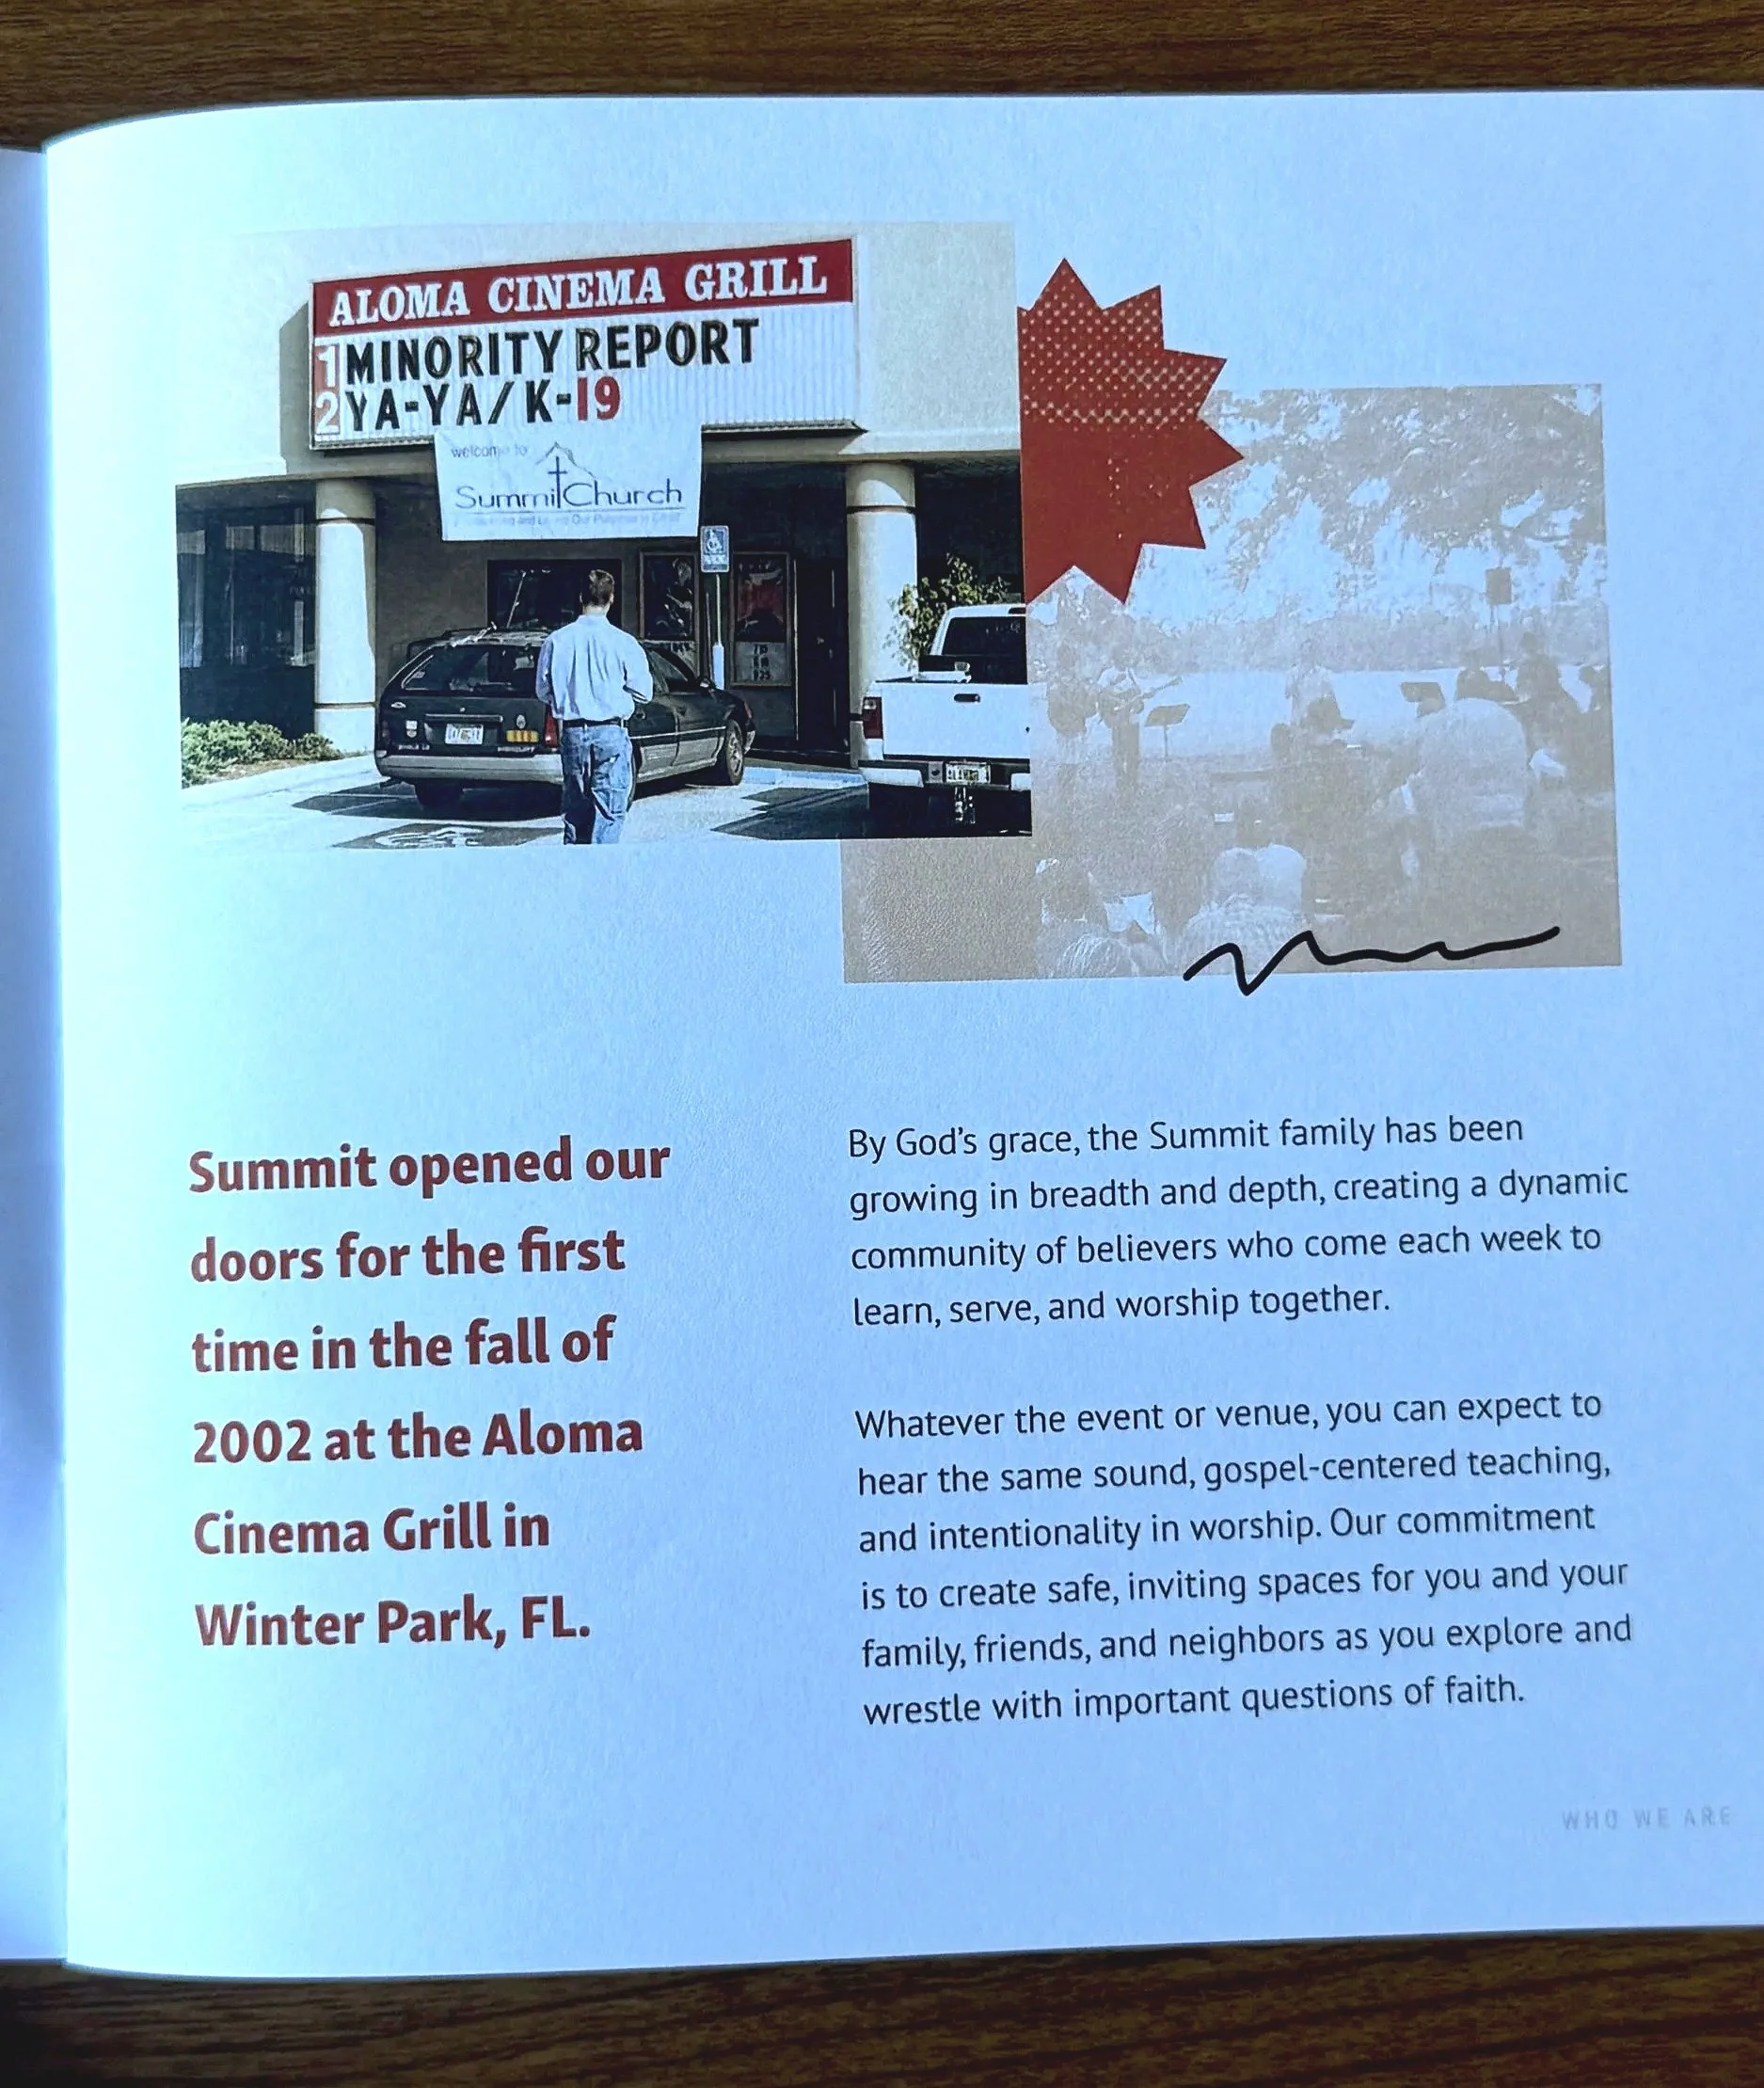 ALOMA CINEMA GRILL
1 MINORITY REPORT
2 YA-YA/K-19
welcome to
Summit Church
Summit opened our
doors for the first
time in the fall of
2002 at the Aloma
Cinema Grill in
Winter Park, FL.
By God's grace, the Summit family has been
growing in breadth and depth, creating a dynamic
community of believers who come each week to
learn, serve, and worship together.
Whatever the event or venue, you can expect to
hear the same sound, gospel-centered teaching,
and intentionality in worship. Our commitment
is to create safe, inviting spaces for you and your
family, friends, and neighbors as you explore and
wrestle with important questions of faith.
WHO WE ARE